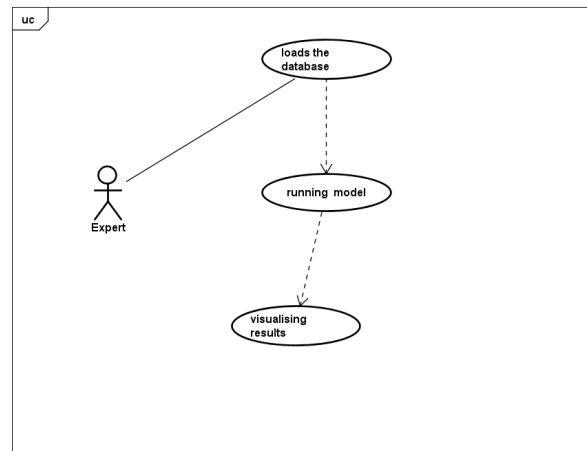 uc
loads the
database
Expert
running model
visualising
results